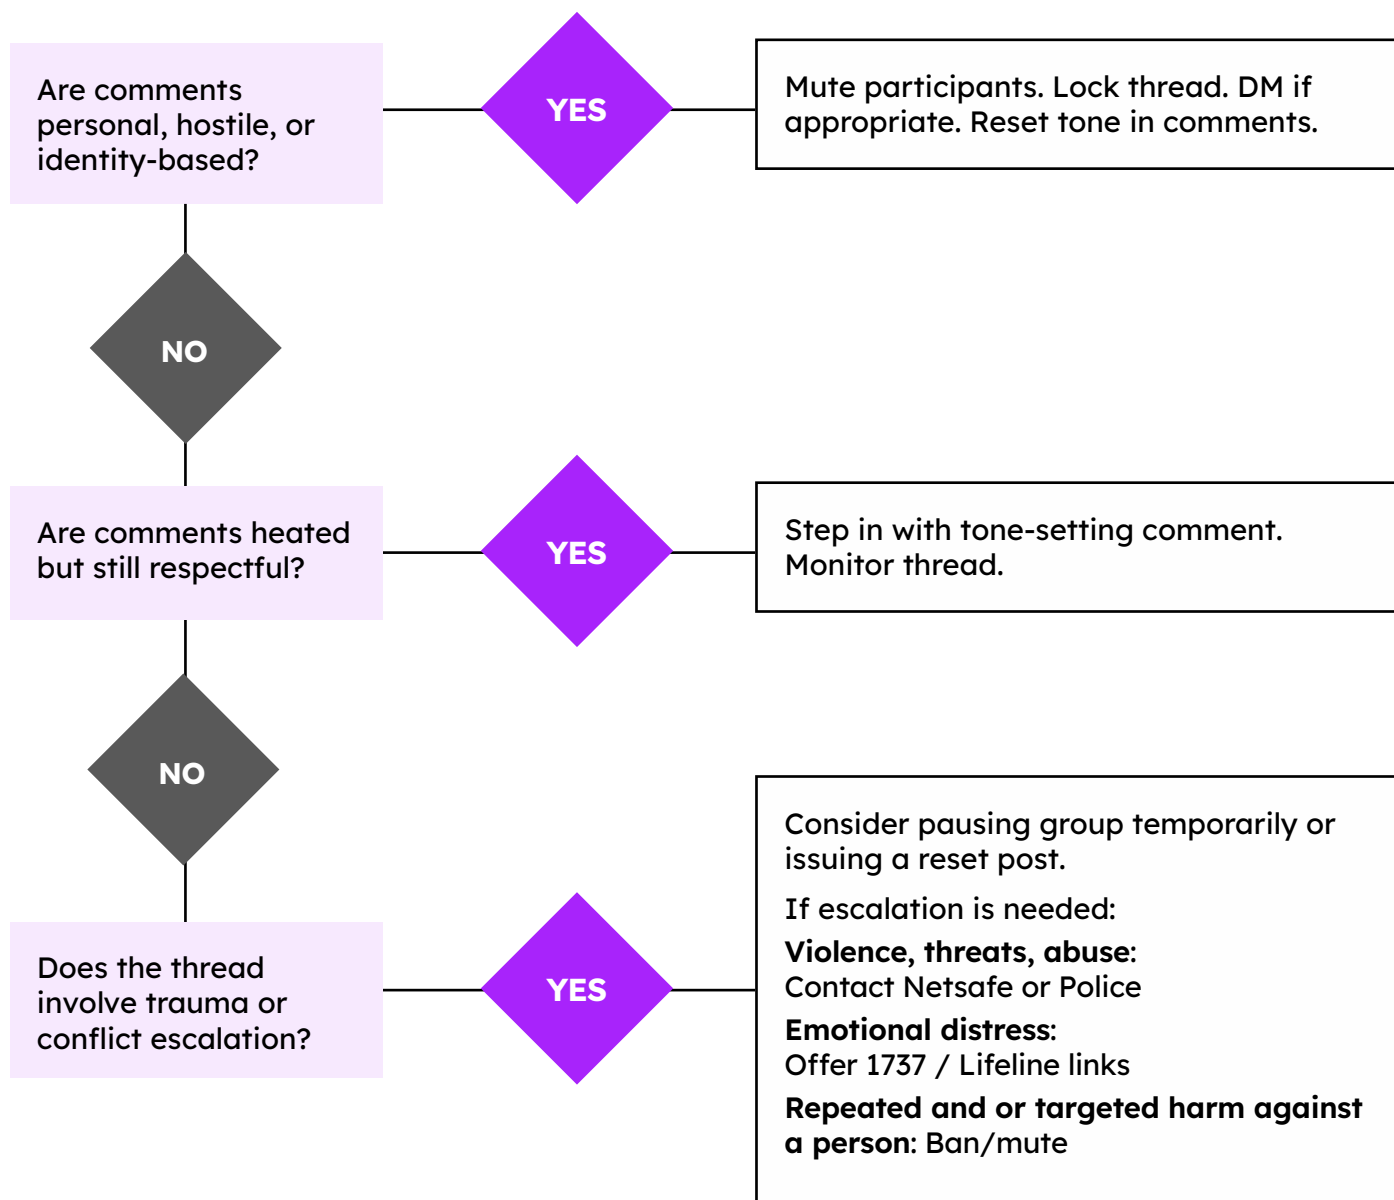 Are comments
personal, hostile, or
identity-based?
YES
Mute participants. Lock thread. DM if
appropriate. Reset tone in comments.
NO
Are comments heated
but still respectful?
YES
Step in with tone-setting comment.
Monitor thread.
NO
Does the thread
involve trauma or
conflict escalation?
YES
Consider pausing group temporarily or
issuing a reset post.
If escalation is needed:
Violence, threats, abuse:
Contact Netsafe or Police
Emotional distress:
Offer 1737 / Lifeline links
Repeated and or targeted harm against
a person: Ban/mute